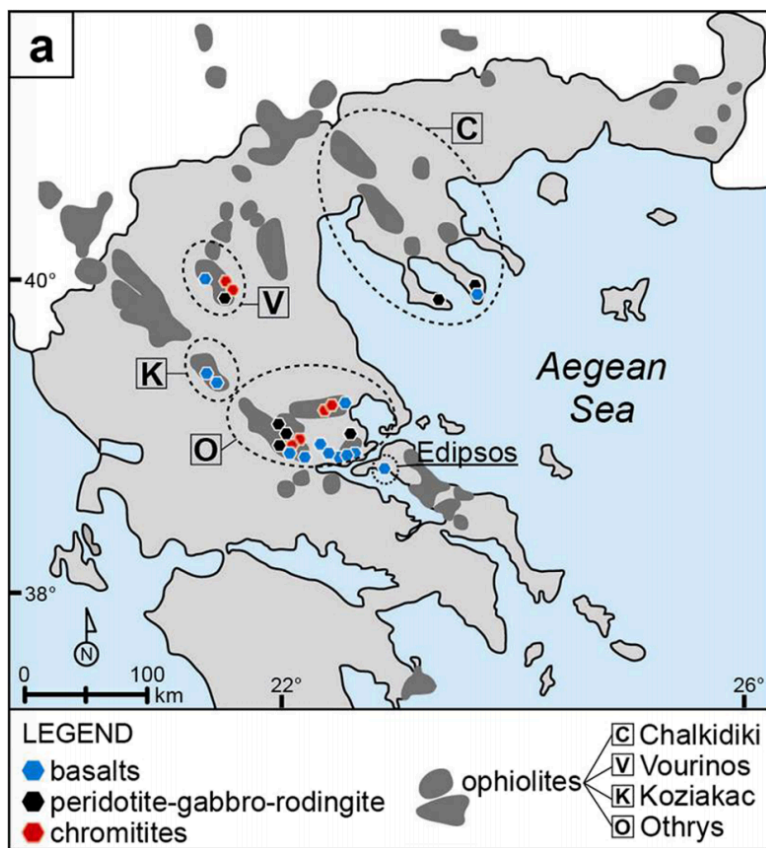 a
C
40°
V
K
Aegean
Sea
O
Edipsos
38°
N
0 100
km
22° 26°
LEGEND
basalts
peridotite-gabbro-rodingite
chromitites
ophiolites
C Chalkidiki
V Vourinos
K Koziakac
O Othrys